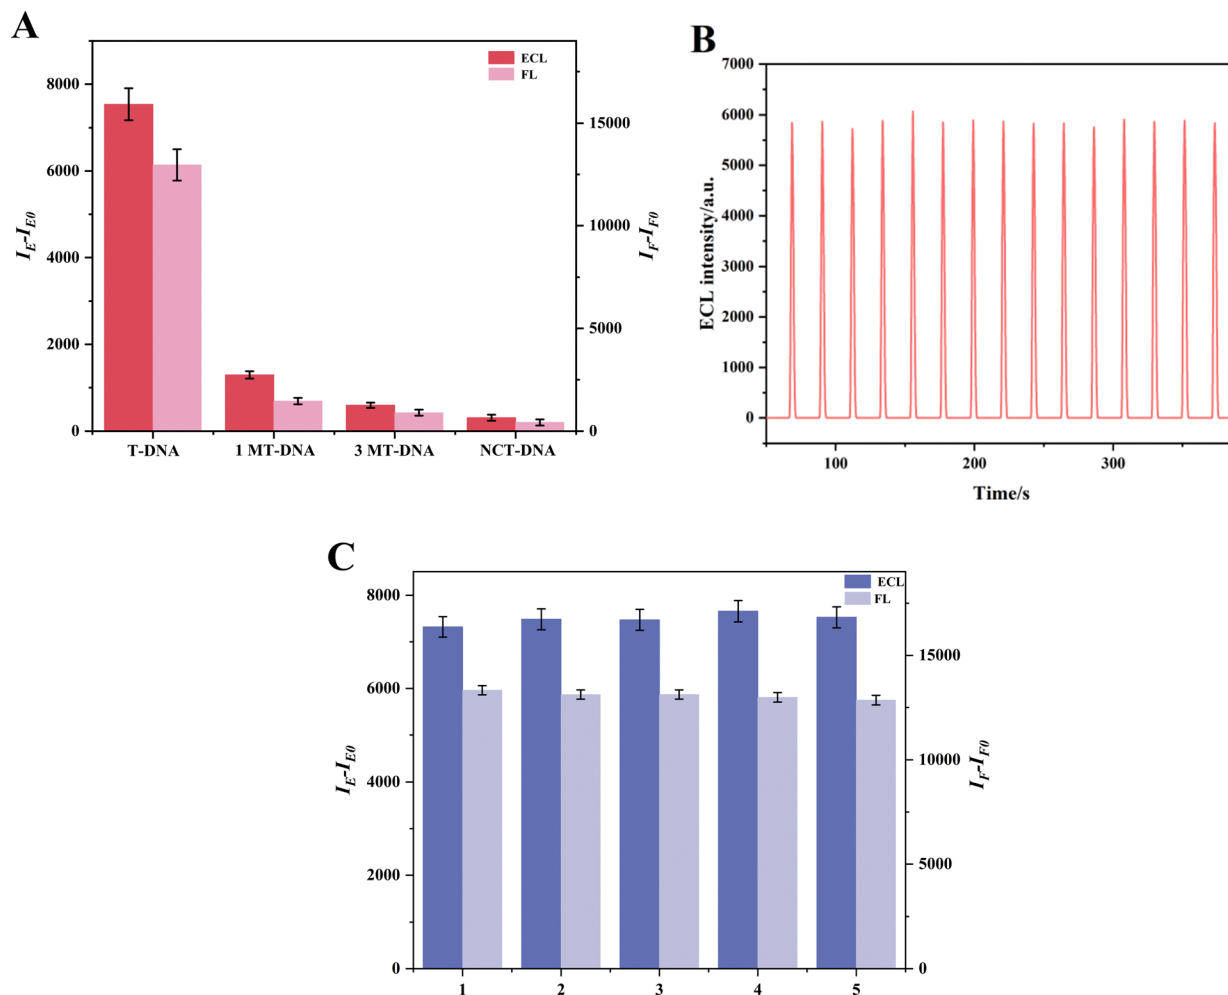 A
ECL
FL
8000
6000
4000
2000
0
I_E-I_E0
15000
10000
5000
0
I_F-I_F0
T-DNA
1 MT-DNA
3 MT-DNA
NCT-DNA
B
7000
6000
5000
4000
3000
2000
1000
0
ECL intensity/a.u.
100
200
300
Time/s
C
ECL
FL
8000
6000
4000
2000
0
I_E-I_E0
15000
10000
5000
0
I_F-I_F0
1
2
3
4
5